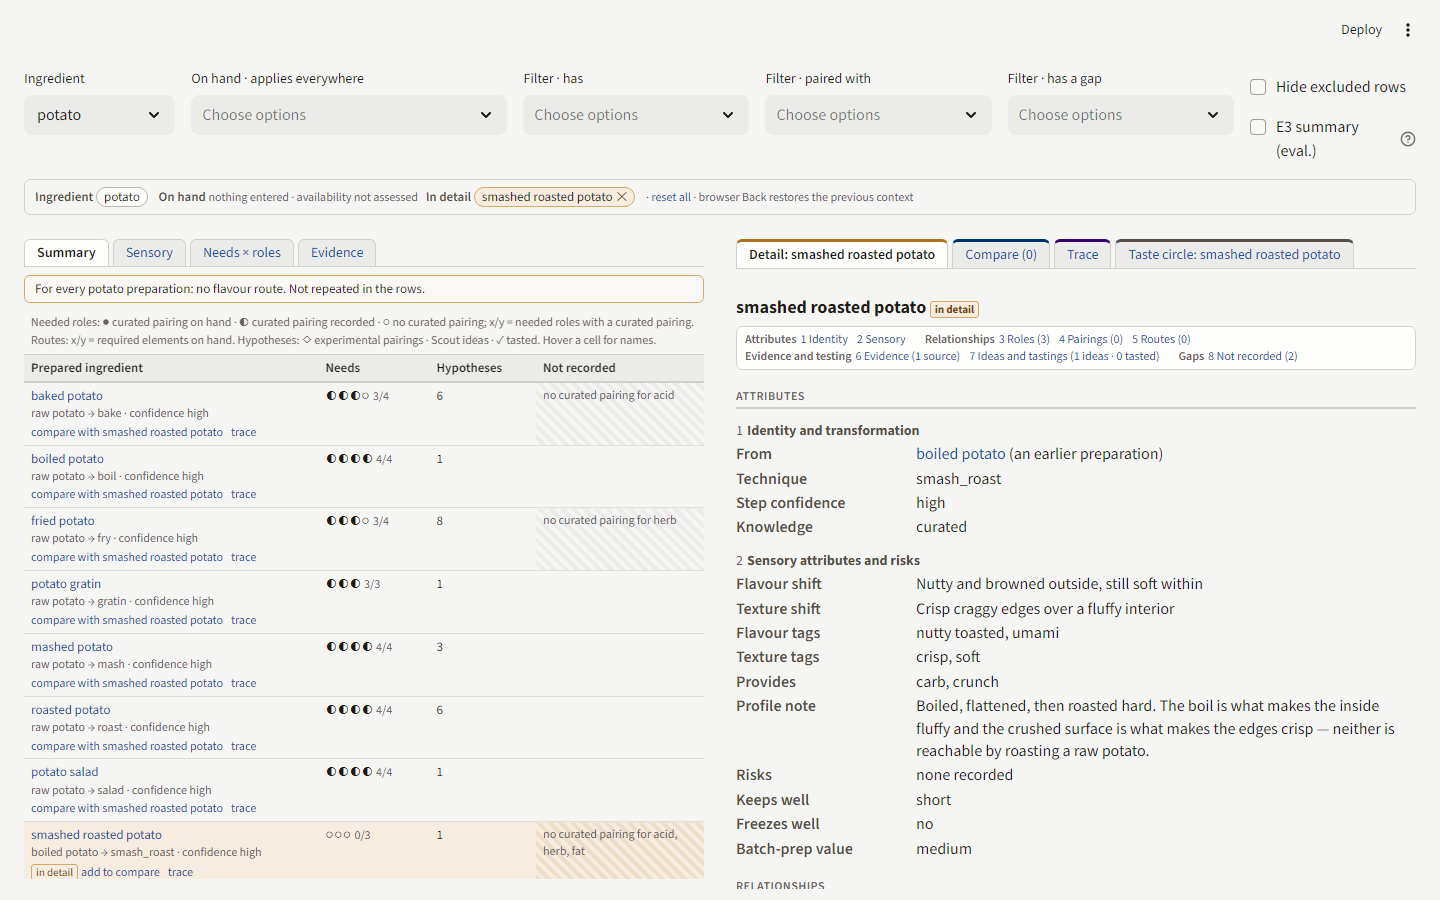 Deploy
Ingredient
On hand · applies everywhere
Filter · has
Filter · paired with
Filter · has a gap
potato
Choose options
Choose options
Choose options
Choose options
Hide excluded rows
E3 summary
(eval.)
Ingredient potato On hand nothing entered · availability not assessed In detail smashed roasted potato × · reset all · browser Back restores the previous context
Summary
Sensory
Needs × roles
Evidence
For every potato preparation: no flavour route. Not repeated in the rows.
Needed roles: ● curated pairing on hand · ◐ curated pairing recorded · ○ no curated pairing; x/y = needed roles with a curated pairing.
Routes: x/y = required elements on hand. Hypotheses: ◇ experimental pairings · Scout ideas · ✓ tasted. Hover a cell for names.
Prepared ingredient Needs Hypotheses Not recorded
baked potato ◐◐◐○ 3/4 6 no curated pairing for acid
raw potato → bake · confidence high
compare with smashed roasted potato trace
boiled potato ◐◐◐◐ 4/4 1
raw potato → boil · confidence high
compare with smashed roasted potato trace
fried potato ◐◐◐○ 3/4 8 no curated pairing for herb
raw potato → fry · confidence high
compare with smashed roasted potato trace
potato gratin ◐◐◐ 3/3 1
raw potato → gratin · confidence high
compare with smashed roasted potato trace
mashed potato ◐◐◐◐ 4/4 3
raw potato → mash · confidence high
compare with smashed roasted potato trace
roasted potato ◐◐◐◐ 4/4 6
raw potato → roast · confidence high
compare with smashed roasted potato trace
potato salad ◐◐◐◐ 4/4 1
raw potato → salad · confidence high
compare with smashed roasted potato trace
smashed roasted potato ○○○ 0/3 1 no curated pairing for acid,
herb, fat
boiled potato → smash_roast · confidence high
in detail add to compare trace
Detail: smashed roasted potato
Compare (0)
Trace
Taste circle: smashed roasted potato
smashed roasted potato in detail
Attributes 1 Identity 2 Sensory Relationships 3 Roles (3) 4 Pairings (0) 5 Routes (0)
Evidence and testing 6 Evidence (1 source) 7 Ideas and tastings (1 ideas · 0 tasted) Gaps 8 Not recorded (2)
ATTRIBUTES
1 Identity and transformation
From boiled potato (an earlier preparation)
Technique smash_roast
Step confidence high
Knowledge curated
2 Sensory attributes and risks
Flavour shift Nutty and browned outside, still soft within
Texture shift Crisp craggy edges over a fluffy interior
Flavour tags nutty toasted, umami
Texture tags crisp, soft
Provides carb, crunch
Profile note Boiled, flattened, then roasted hard. The boil is what makes the inside
fluffy and the crushed surface is what makes the edges crisp — neither is
reachable by roasting a raw potato.
Risks none recorded
Keeps well short
Freezes well no
Batch-prep value medium
RELATIONSHIPS